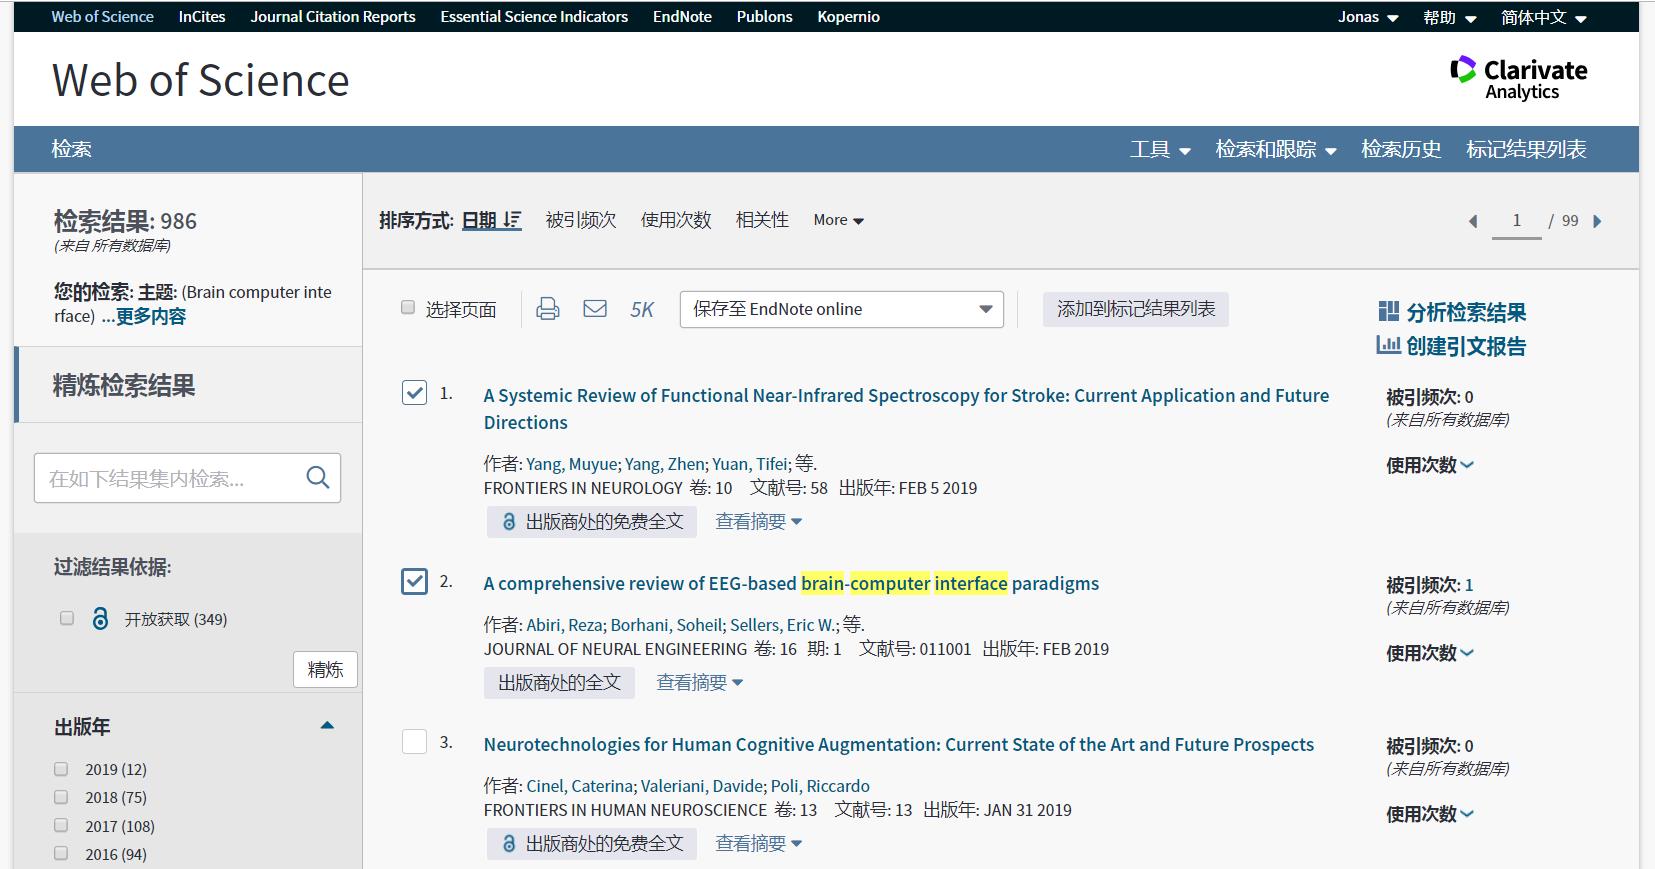 Web of Science InCites Journal Citation Reports Essential Science Indicators EndNote Publons Kopernio Jonas 帮助 简体中文
Web of Science
Clarivate
Analytics
检索 工具 检索和跟踪 检索历史 标记结果列表
检索结果: 986
(来自 所有数据库)
您的检索: 主题: (Brain computer inte
rface) ...更多内容
精炼检索结果
在如下结果集内检索...
过滤结果依据:
开放获取 (349)
精炼
出版年
2019 (12)
2018 (75)
2017 (108)
2016 (94)
排序方式: 日期 被引频次 使用次数 相关性 More
1 / 99
选择页面 5K 保存至 EndNote online 添加到标记结果列表
分析检索结果
创建引文报告
1. A Systemic Review of Functional Near-Infrared Spectroscopy for Stroke: Current Application and Future
Directions
作者: Yang, Muyue; Yang, Zhen; Yuan, Tifei; 等.
FRONTIERS IN NEUROLOGY 卷: 10 文献号: 58 出版年: FEB 5 2019
出版商处的免费全文 查看摘要
被引频次: 0
(来自所有数据库)
使用次数
2. A comprehensive review of EEG-based brain-computer interface paradigms
作者: Abiri, Reza; Borhani, Soheil; Sellers, Eric W.; 等.
JOURNAL OF NEURAL ENGINEERING 卷: 16 期: 1 文献号: 011001 出版年: FEB 2019
出版商处的全文 查看摘要
被引频次: 1
(来自所有数据库)
使用次数
3. Neurotechnologies for Human Cognitive Augmentation: Current State of the Art and Future Prospects
作者: Cinel, Caterina; Valeriani, Davide; Poli, Riccardo
FRONTIERS IN HUMAN NEUROSCIENCE 卷: 13 文献号: 13 出版年: JAN 31 2019
出版商处的免费全文 查看摘要
被引频次: 0
(来自所有数据库)
使用次数